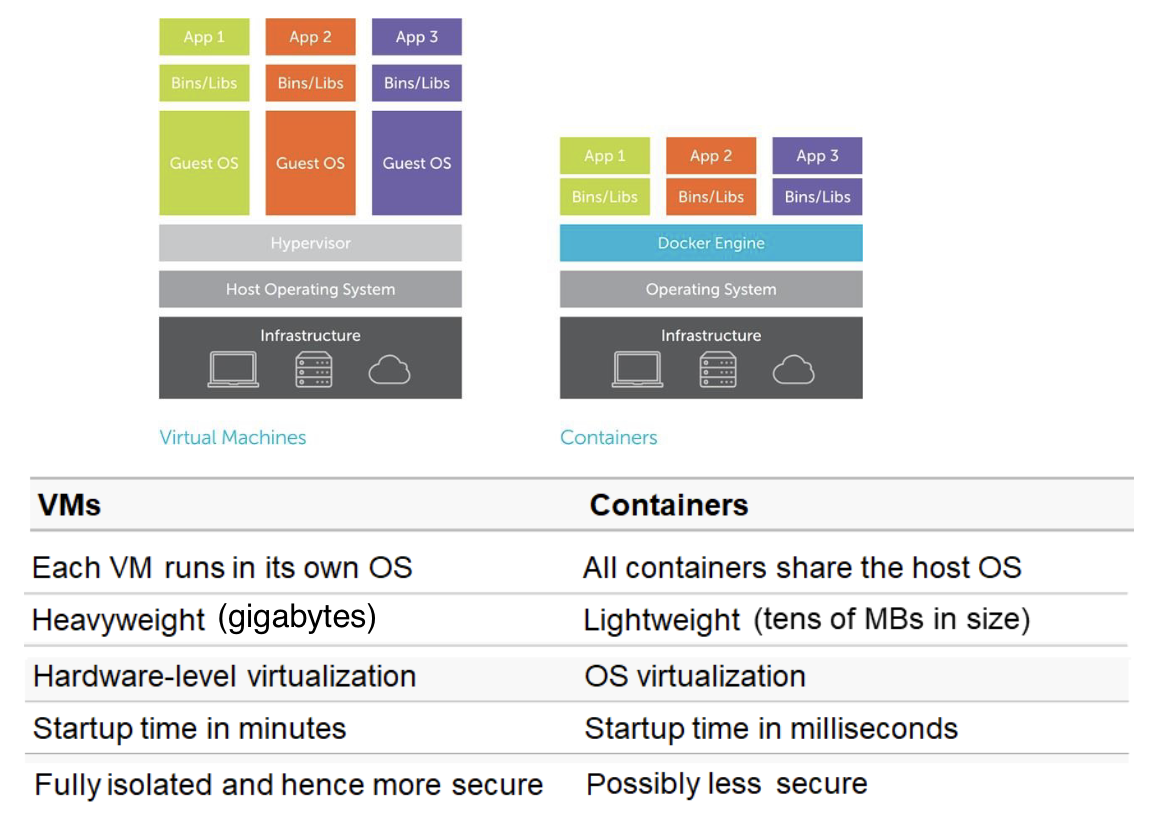 App 1 App 2 App 3
Bins/Libs Bins/Libs Bins/Libs
Guest OS Guest OS Guest OS
Hypervisor
Host Operating System
Infrastructure
Virtual Machines
App 1 App 2 App 3
Bins/Libs Bins/Libs Bins/Libs
Docker Engine
Operating System
Infrastructure
Containers
VMs Containers
Each VM runs in its own OS All containers share the host OS
Heavyweight (gigabytes) Lightweight (tens of MBs in size)
Hardware-level virtualization OS virtualization
Startup time in minutes Startup time in milliseconds
Fully isolated and hence more secure Possibly less secure